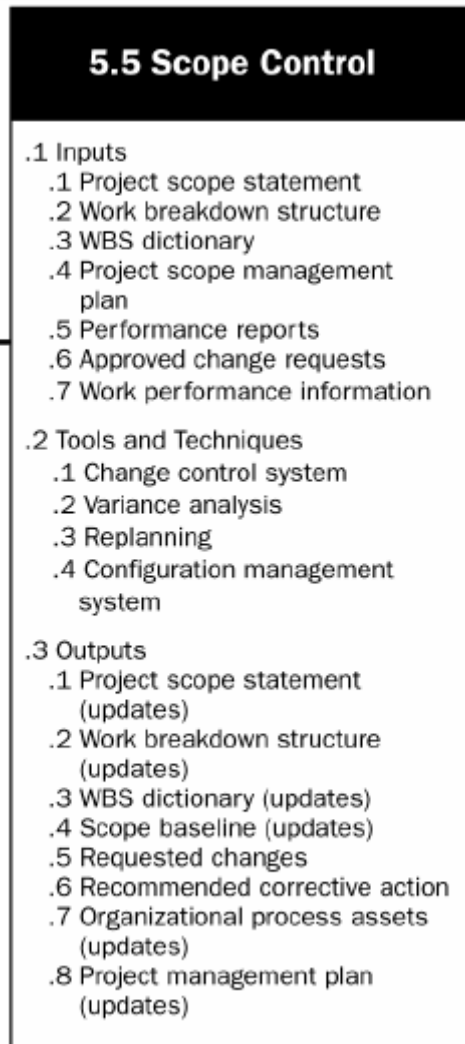 5.5 Scope Control
.1 Inputs
.1 Project scope statement
.2 Work breakdown structure
.3 WBS dictionary
.4 Project scope management
plan
.5 Performance reports
.6 Approved change requests
.7 Work performance information
.2 Tools and Techniques
.1 Change control system
.2 Variance analysis
.3 Replanning
.4 Configuration management
system
.3 Outputs
.1 Project scope statement
(updates)
.2 Work breakdown structure
(updates)
.3 WBS dictionary (updates)
.4 Scope baseline (updates)
.5 Requested changes
.6 Recommended corrective action
.7 Organizational process assets
(updates)
.8 Project management plan
(updates)